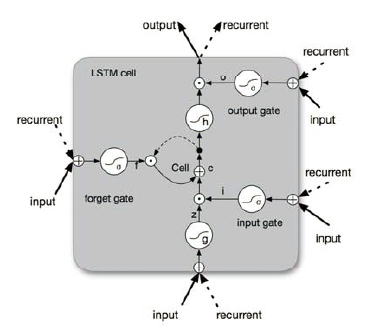 output recurrent
LSTM cell
recurrent
o
σ
output gate
input
h
recurrent
σ
f
Cell
c
recurrent
input
forget gate
i
σ
z
input gate
input
g
input recurrent